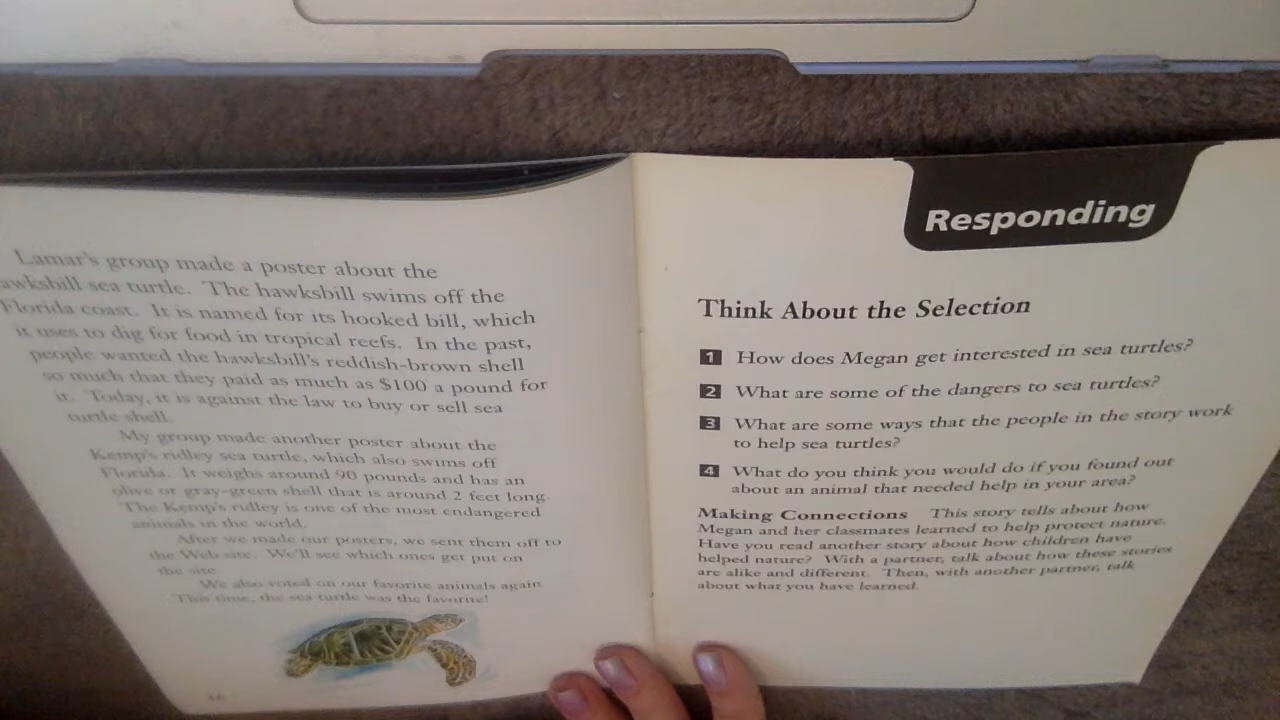 Lamar's group made a poster about the
awksbill sea turtle. The hawksbill swims off the
Florida coast. It is named for its hooked bill, which
it uses to dig for food in tropical reefs. In the past,
people wanted the hawksbill's reddish-brown shell
so much that they paid as much as $100 a pound for
it. Today, it is against the law to buy or sell sea
turtle shell.
My group made another poster about the
Kemp's ridley sea turtle, which also swims off
Florida. It weighs around 90 pounds and has an
olive or gray-green shell that is around 2 feet long.
The Kemp's ridley is one of the most endangered
animals in the world.
After we made our posters, we sent them off to
the Web site. We'll see which ones get put on
the site.
We also voted on our favorite animals again.
This time, the sea turtle was the favorite!
16
Responding
Think About the Selection
1 How does Megan get interested in sea turtles?
2 What are some of the dangers to sea turtles?
3 What are some ways that the people in the story work
to help sea turtles?
4 What do you think you would do if you found out
about an animal that needed help in your area?
Making Connections This story tells about how
Megan and her classmates learned to help protect nature.
Have you read another story about how children have
helped nature? With a partner, talk about how these stories
are alike and different. Then, with another partner, talk
about what you have learned.